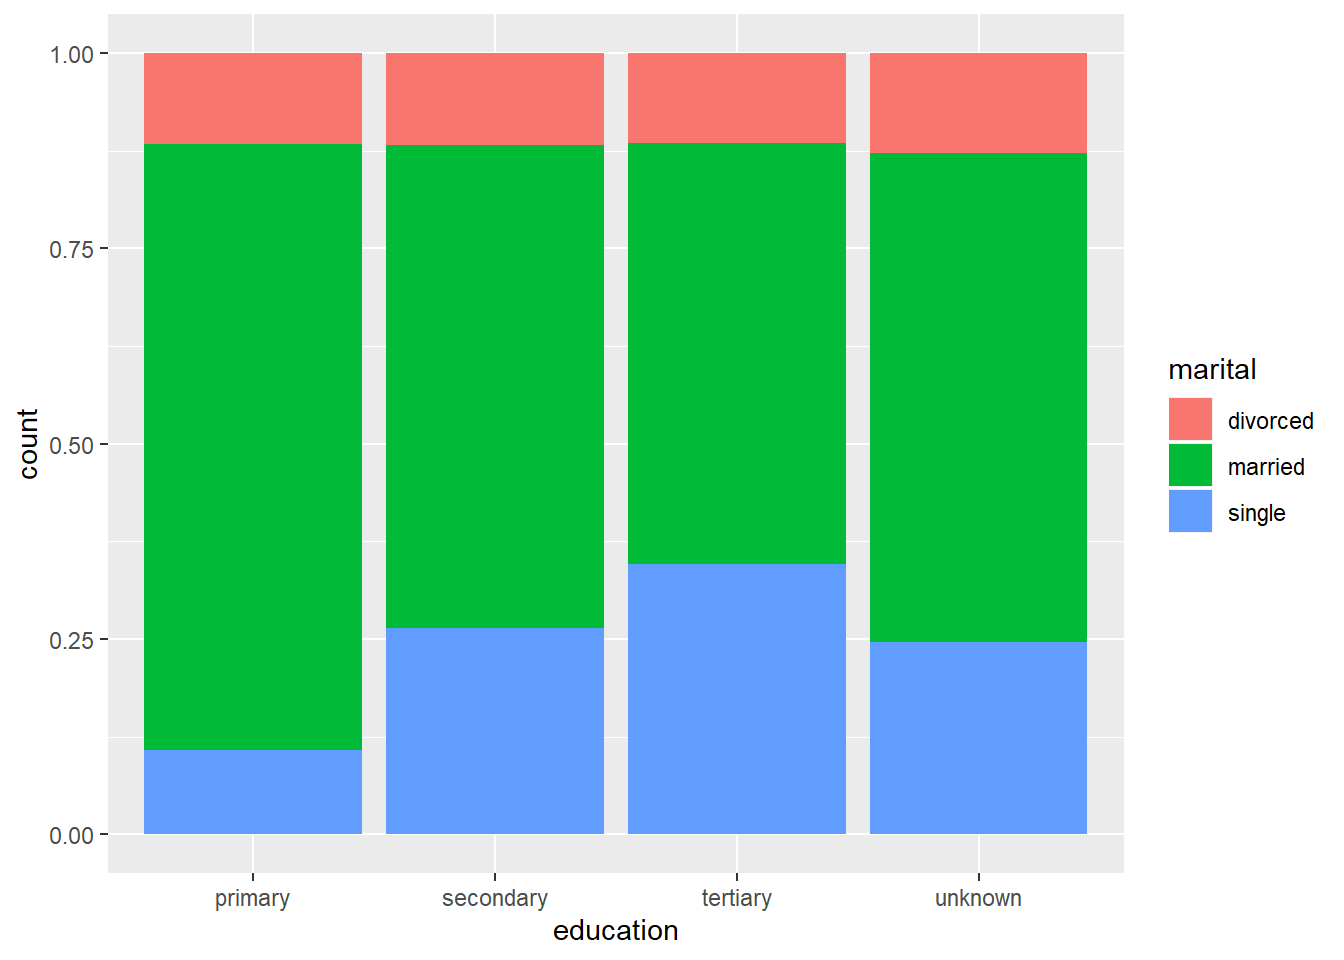 1.00
0.75
0.50
0.25
0.00
count
primary secondary tertiary unknown
education
marital
divorced
married
single